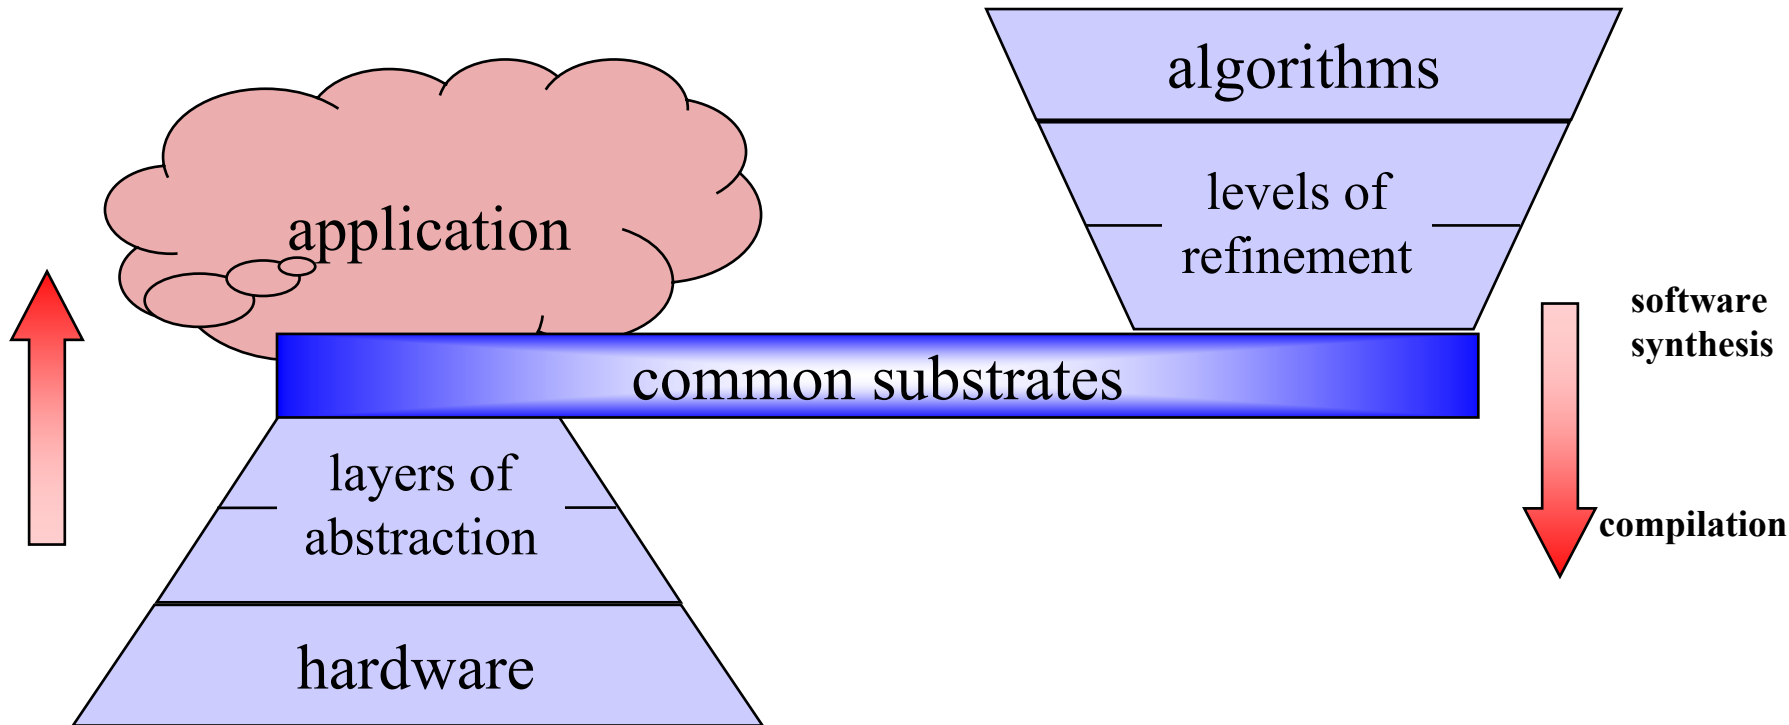 algorithms
levels of
refinement
application
software
synthesis
common substrates
layers of
abstraction
compilation
hardware